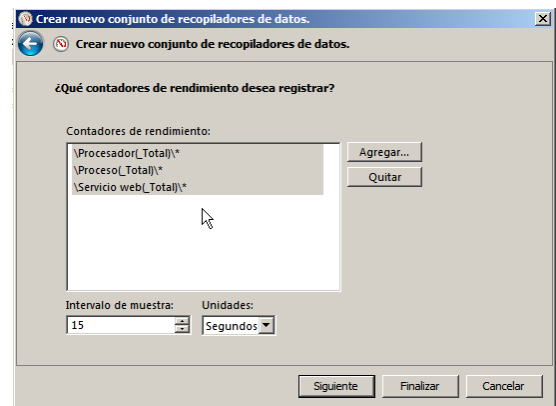 Crear nuevo conjunto de recopiladores de datos.
Crear nuevo conjunto de recopiladores de datos.
¿Qué contadores de rendimiento desea registrar?
Contadores de rendimiento:
\Procesador(_Total)\*
\Proceso(_Total)\*
\Servicio web(_Total)\*
Agregar...
Quitar
Intervalo de muestra: Unidades:
15 Segundos
Siguiente Finalizar Cancelar